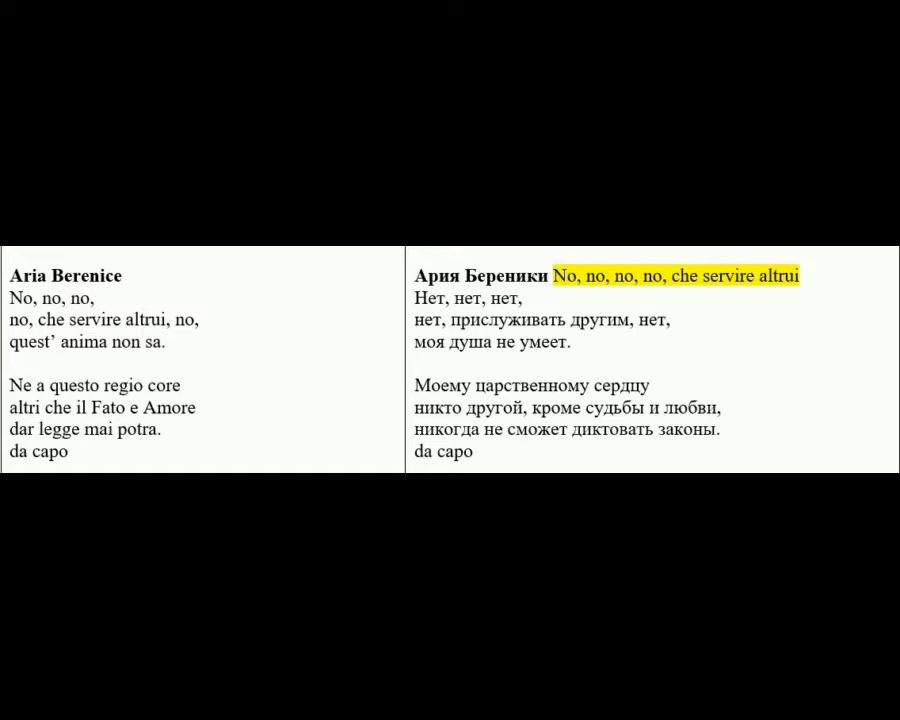 Aria Berenice
No, no, no,
no, che servire altrui, no,
quest’ anima non sa.
Ne a questo regio core
altri che il Fato e Amore
dar legge mai potra.
da capo
Ария Береники No, no, no, no, che servire altrui
Нет, нет, нет,
нет, прислуживать другим, нет,
моя душа не умеет.
Моему царственному сердцу
никто другой, кроме судьбы и любви,
никогда не сможет диктовать законы.
da capo